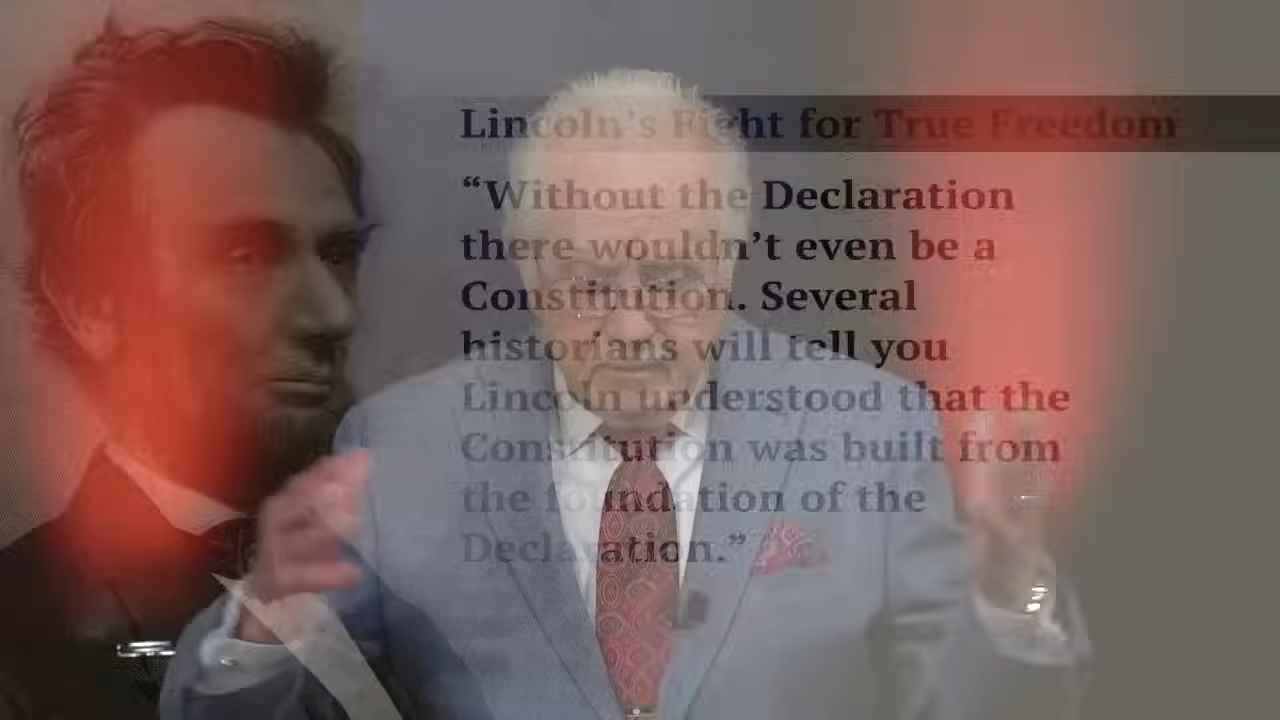 Lincoln's Fight for True Freedom
“Without the Declaration
there wouldn’t even be a
Constitution. Several
historians will tell you
Lincoln understood that the
Constitution was built from
the foundation of the
Declaration.”